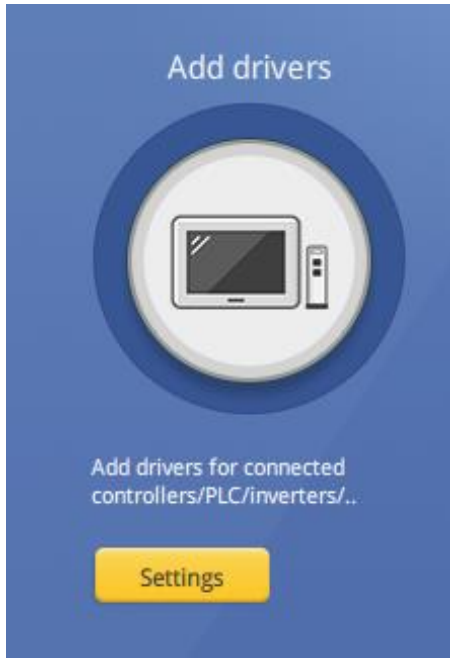 Add drivers
Add drivers for connected
controllers/PLC/inverters/..
Settings